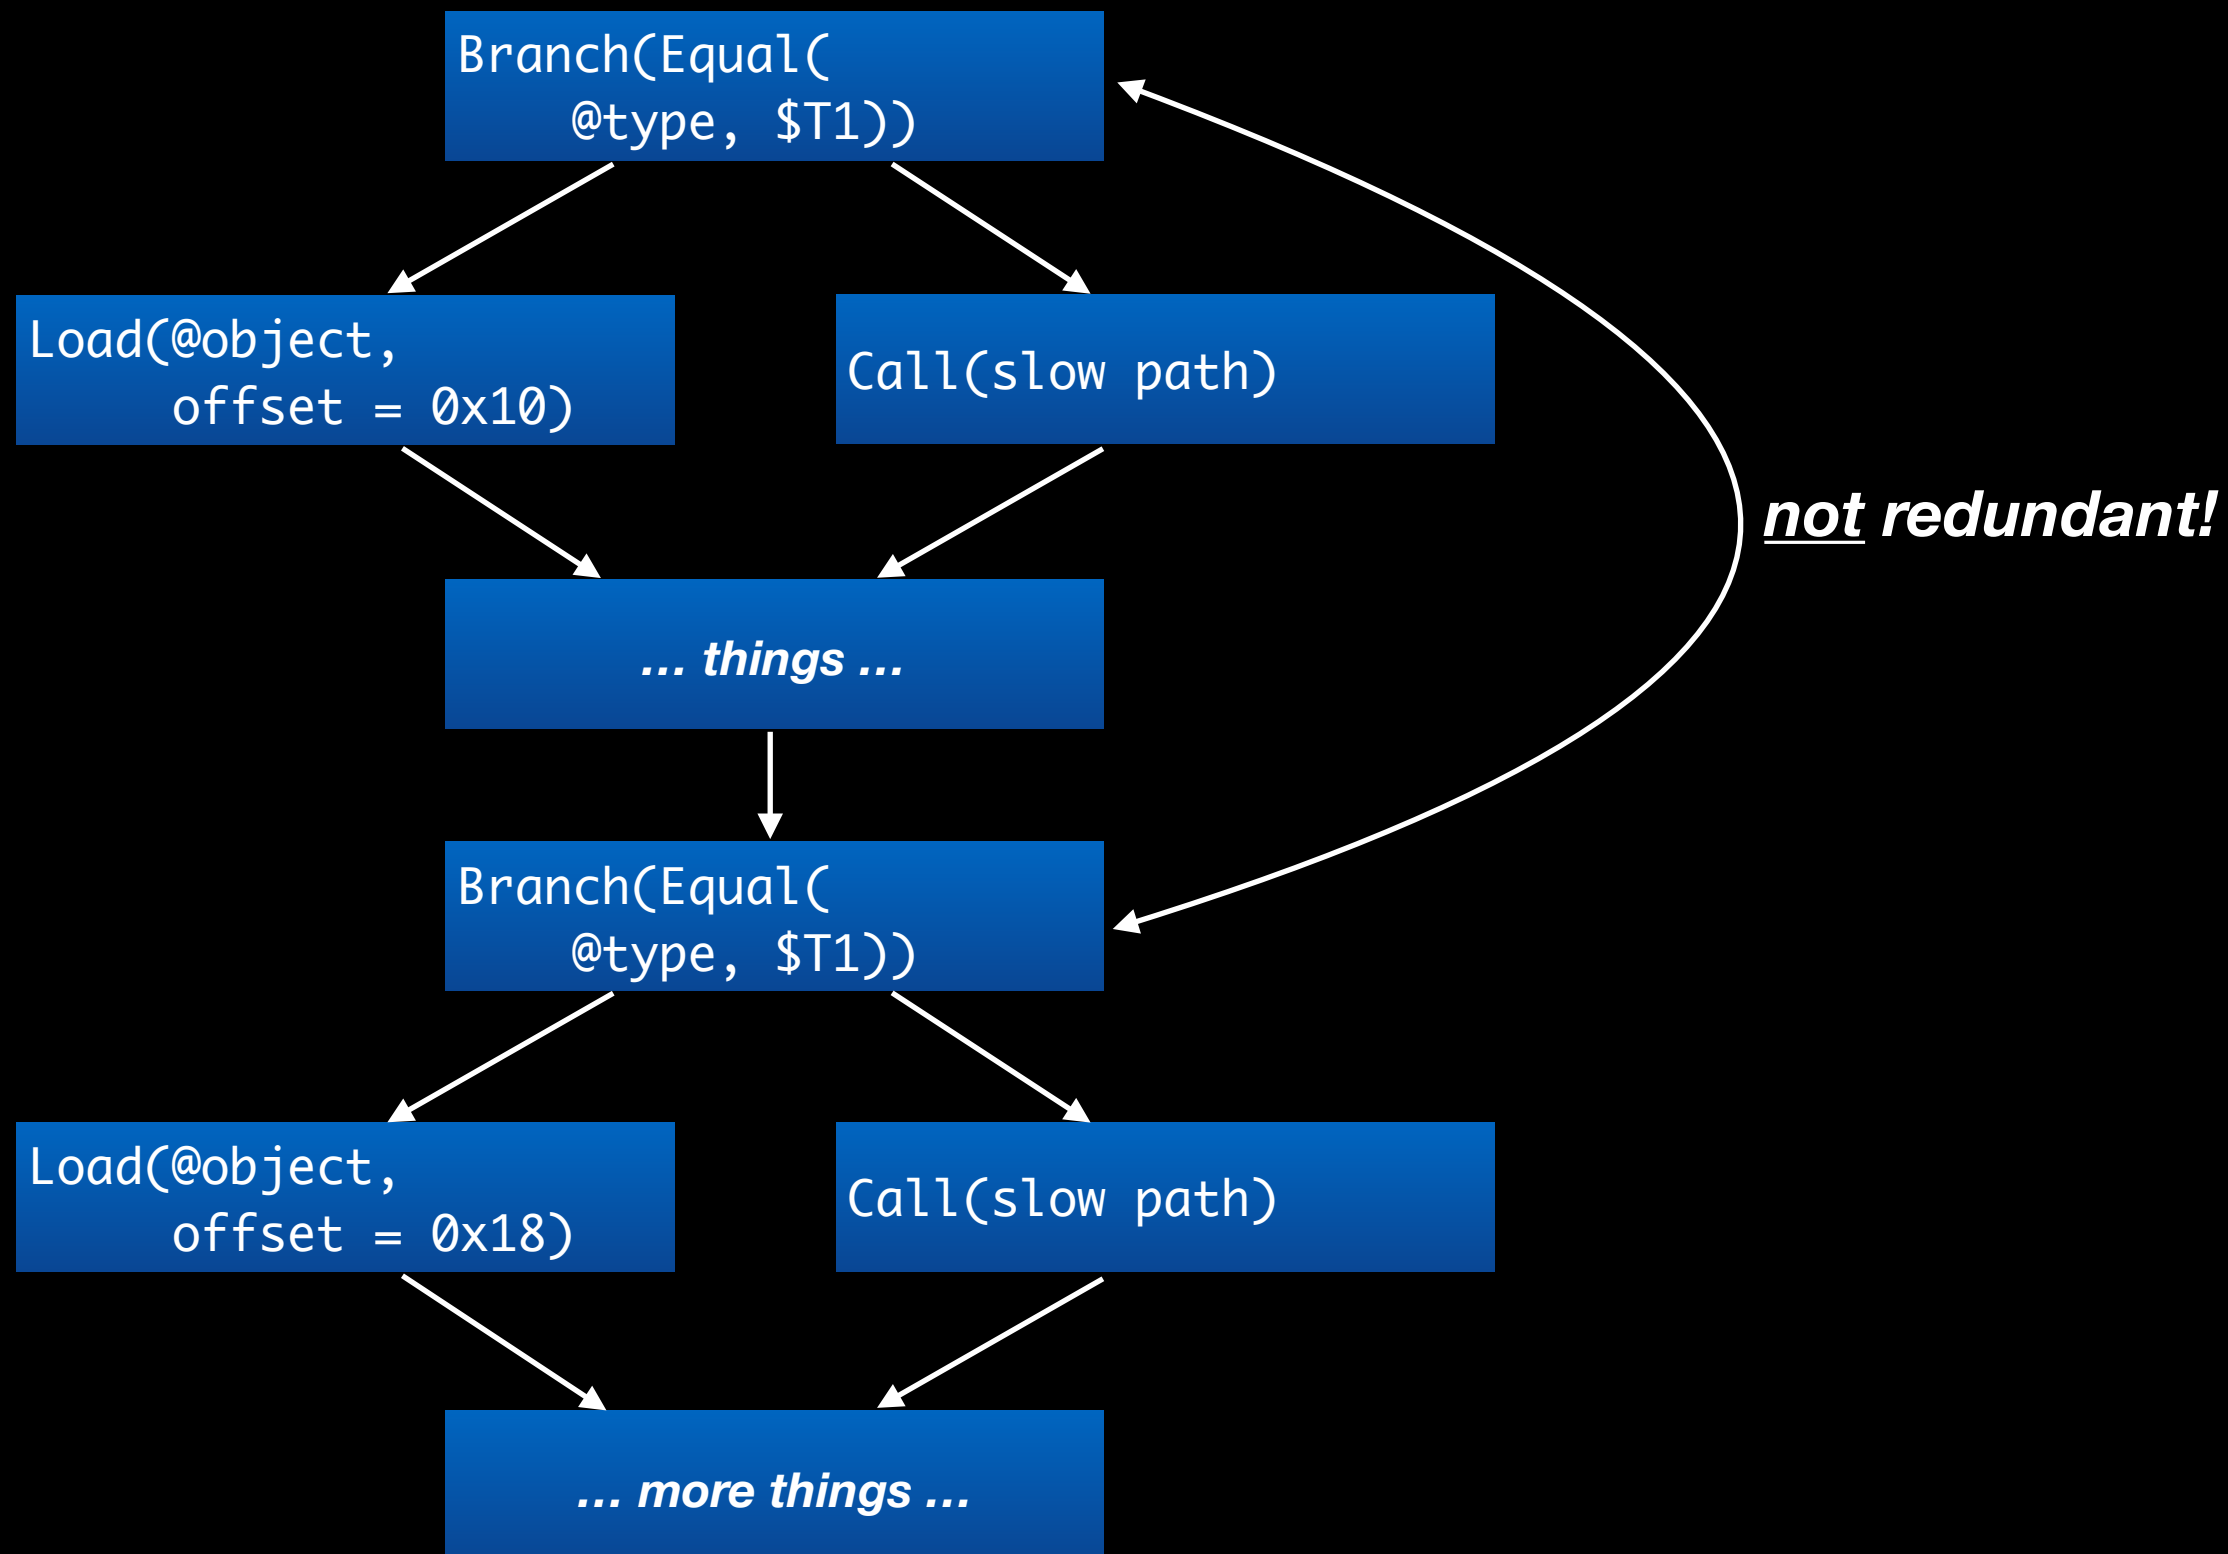 Branch(Equal(
@type, $T1))
Load(@object,
offset = 0x10)
Call(slow path)
not redundant!
... things ...
Branch(Equal(
@type, $T1))
Load(@object,
offset = 0x18)
Call(slow path)
... more things ...